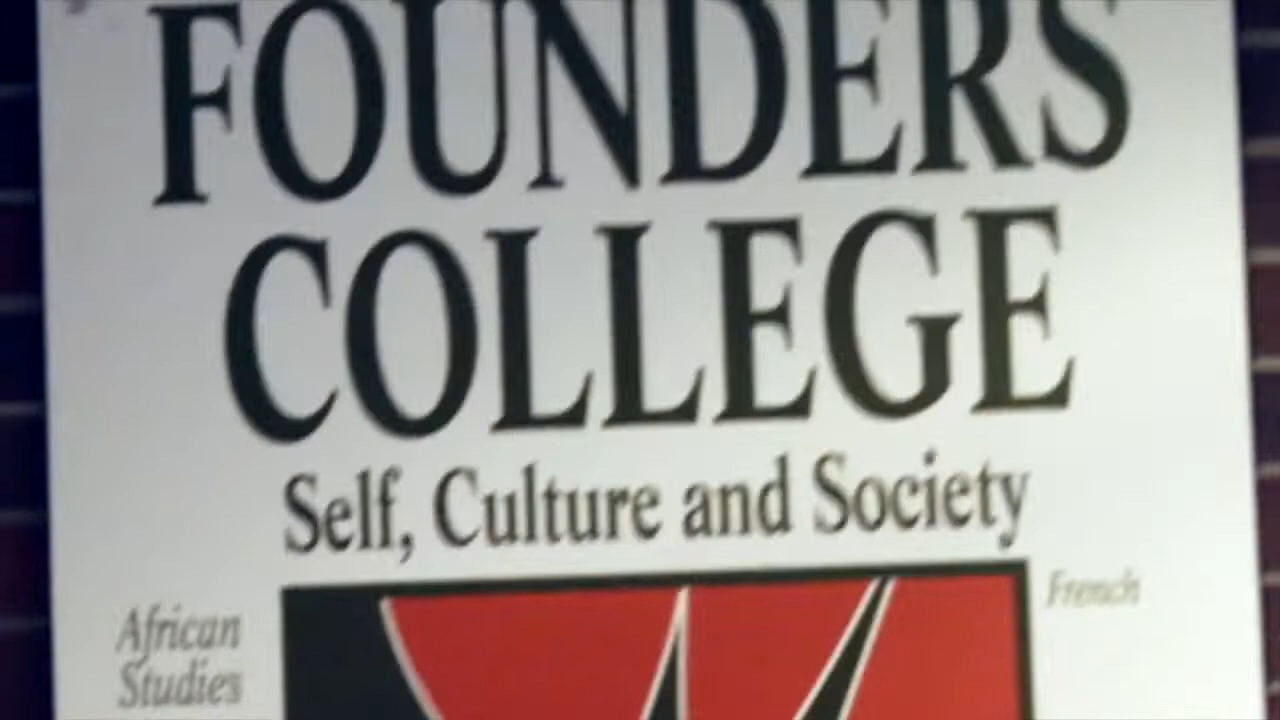 FOUNDERS
COLLEGE
Self, Culture and Society
African
Studies
French